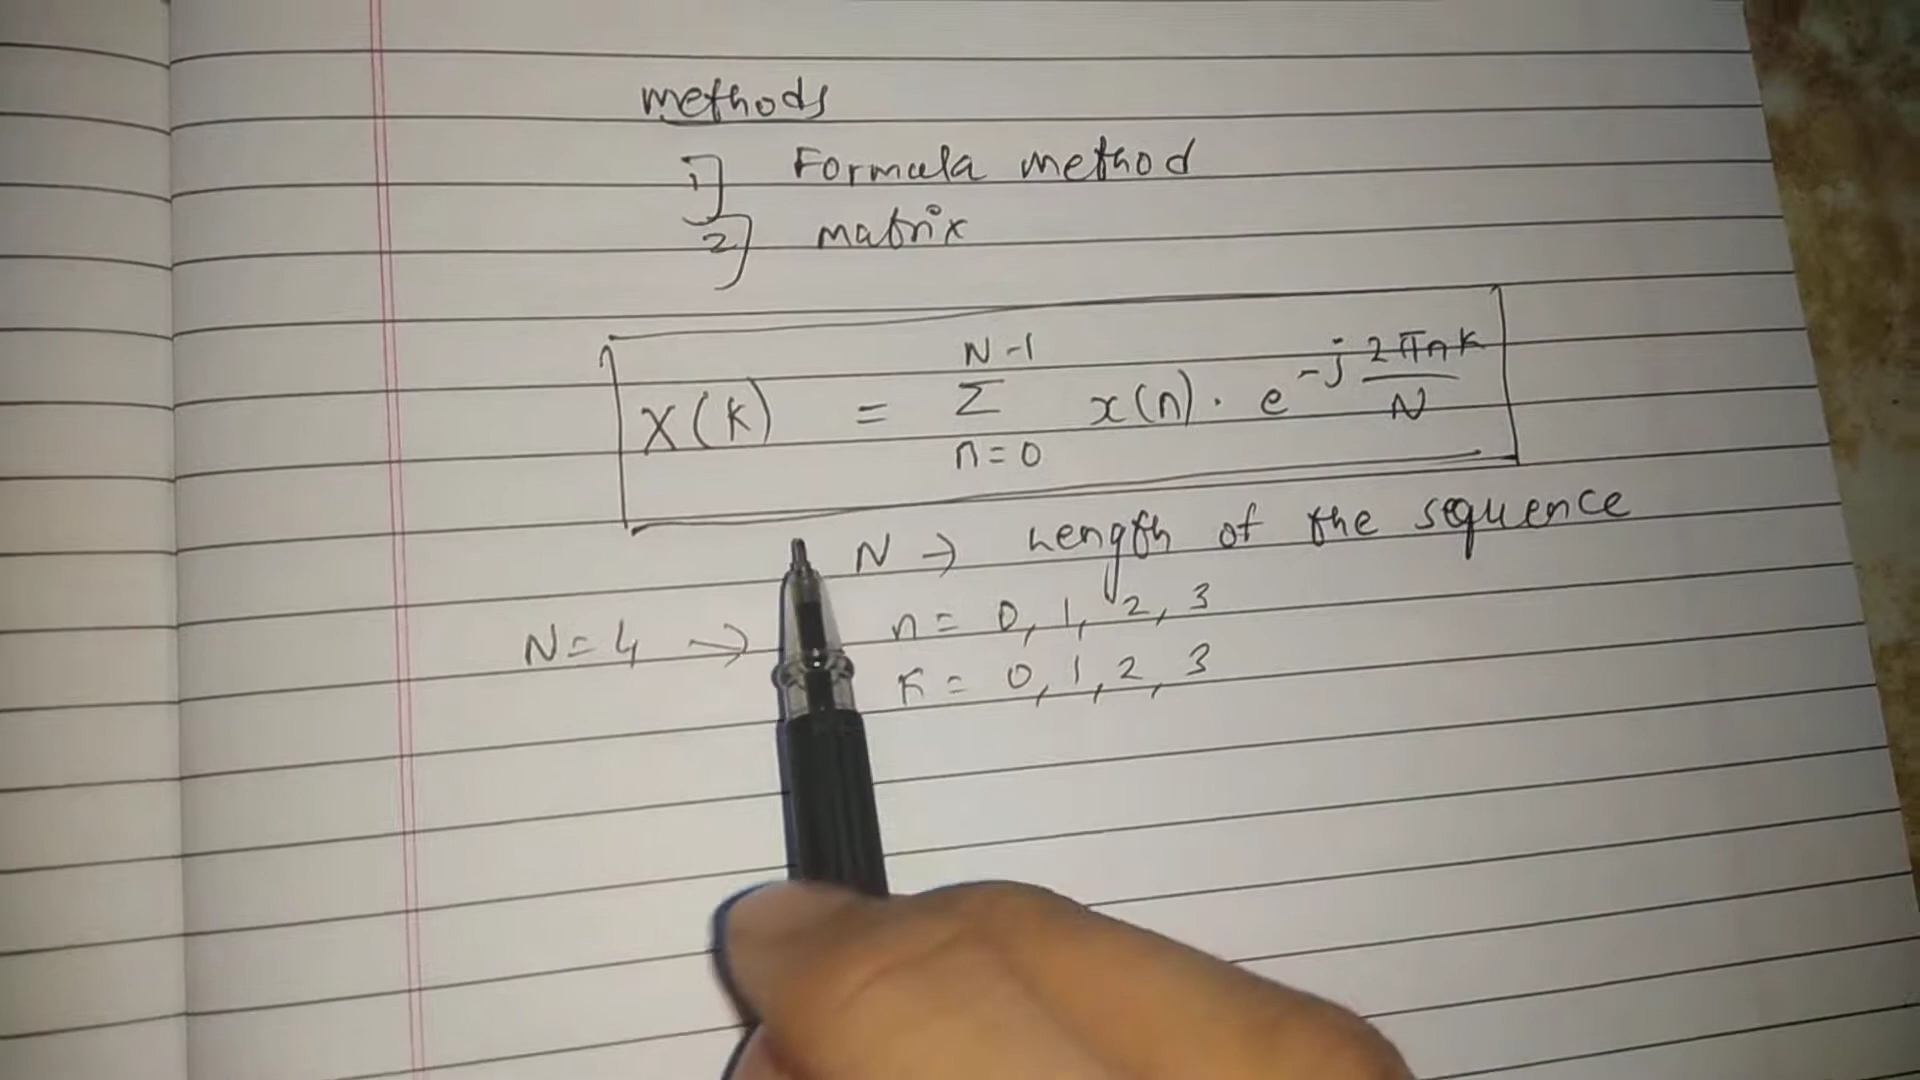 methods
1) Formula method
2) matrix
X(k) = N-1 Σ n=0 x(n) . e^-j 2πnk/N
N → Length of the sequence
N=4 → n = 0, 1, 2, 3
K = 0, 1, 2, 3